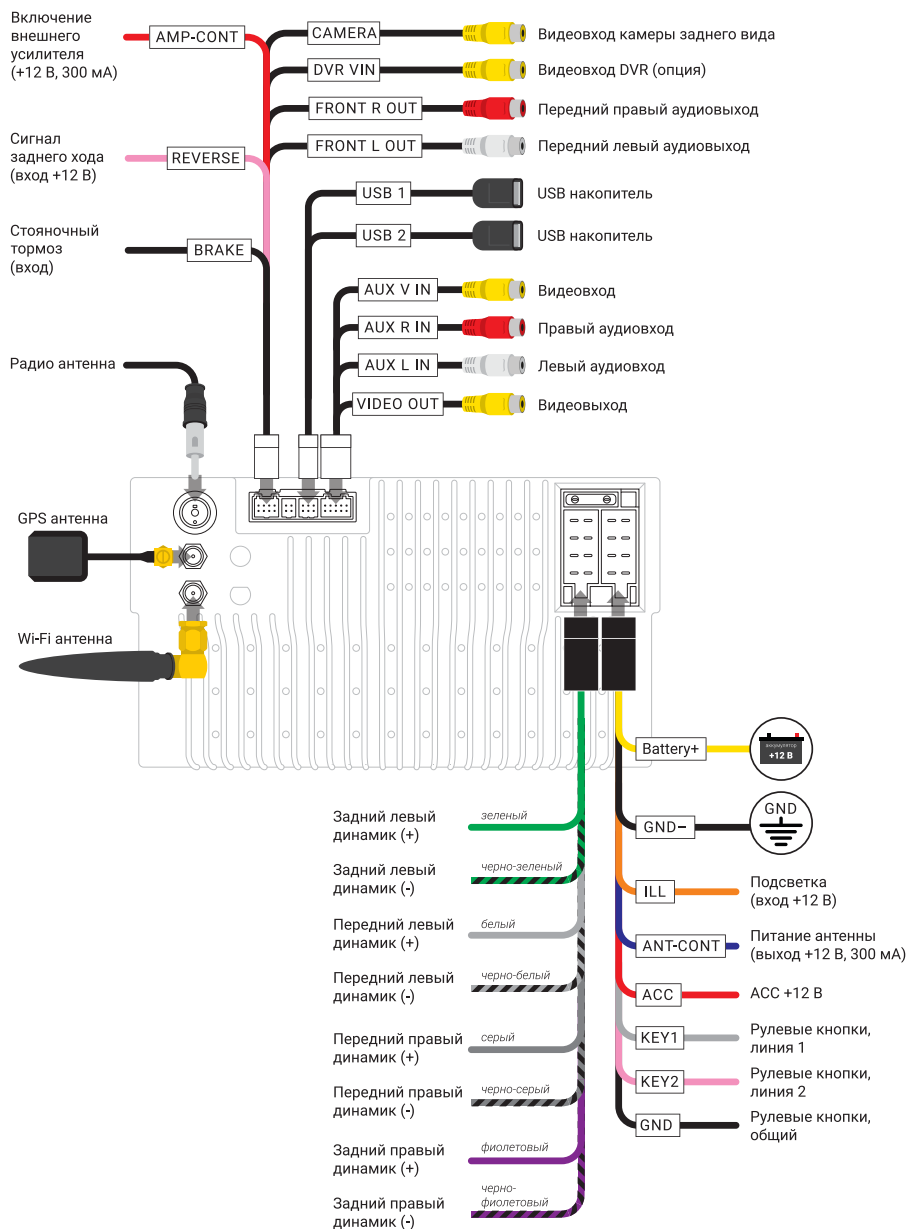 Включение
внешнего
усилителя
(+12 В, 300 мА)
AMP-CONT
CAMERA
Видеовход камеры заднего вида
DVR VIN
Видеовход DVR (опция)
FRONT R OUT
Передний правый аудиовыход
Сигнал
заднего хода
(вход +12 В)
REVERSE
FRONT L OUT
Передний левый аудиовыход
USB 1
USB накопитель
Стояночный
тормоз
(вход)
BRAKE
USB 2
USB накопитель
AUX V IN
Видеовход
AUX R IN
Правый аудиовход
Радио антенна
AUX L IN
Левый аудиовход
VIDEO OUT
Видеовыход
GPS антенна
Wi-Fi антенна
Battery+
аккумулятор
+12 В
Задний левый
динамик (+)
зеленый
GND−
GND
Задний левый
динамик (-)
черно-зеленый
ILL
Подсветка
(вход +12 В)
Передний левый
динамик (+)
белый
ANT-CONT
Питание антенны
(выход +12 В, 300 мА)
Передний левый
динамик (-)
черно-белый
ACC
ACC +12 В
Передний правый
динамик (+)
серый
KEY1
Рулевые кнопки,
линия 1
Передний правый
динамик (-)
черно-серый
KEY2
Рулевые кнопки,
линия 2
GND
Рулевые кнопки,
общий
Задний правый
динамик (+)
фиолетовый
Задний правый
динамик (-)
черно-
фиолетовый